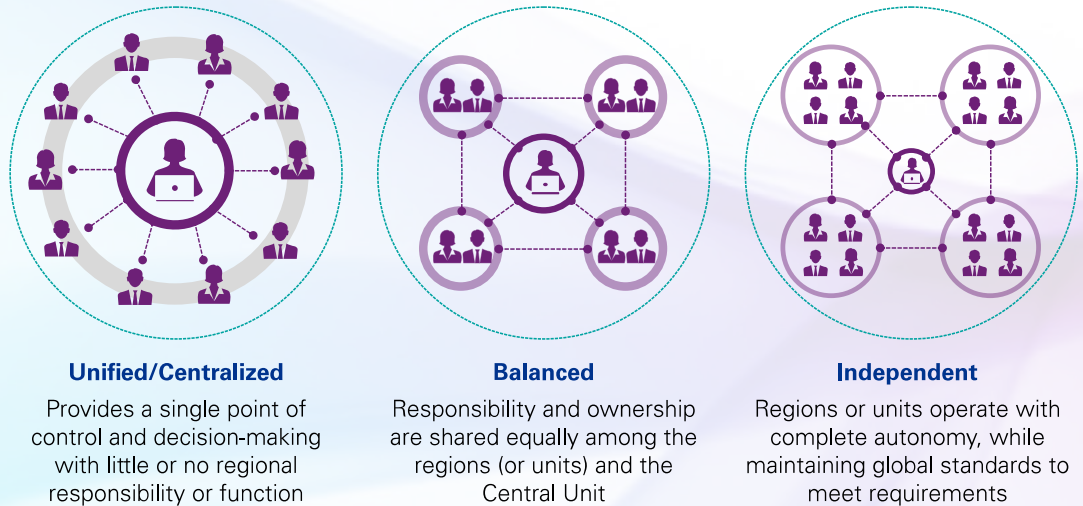 Unified/Centralized
Provides a single point of
control and decision-making
with little or no regional
responsibility or function
Balanced
Responsibility and ownership
are shared equally among the
regions (or units) and the
Central Unit
Independent
Regions or units operate with
complete autonomy, while
maintaining global standards to
meet requirements